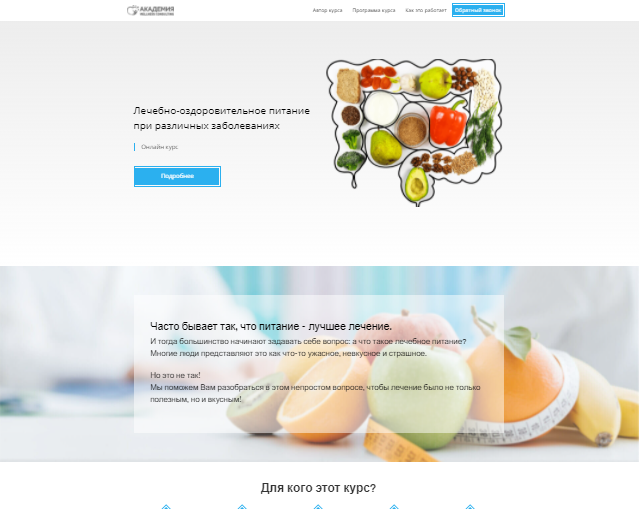 АКАДЕМИЯ
WELLNESS CONSULTING
Автор курса Программа курса Как это работает Обратный звонок
Лечебно-оздоровительное питание
при различных заболеваниях
Онлайн курс
Подробнее
Часто бывает так, что питание - лучшее лечение.
И тогда большинство начинают задавать себе вопрос: а что такое лечебное питание?
Многие люди представляют это как что-то ужасное, невкусное и страшное.
Но это не так!
Мы поможем Вам разобраться в этом непростом вопросе, чтобы лечение было не только
полезным, но и вкусным!
Для кого этот курс?